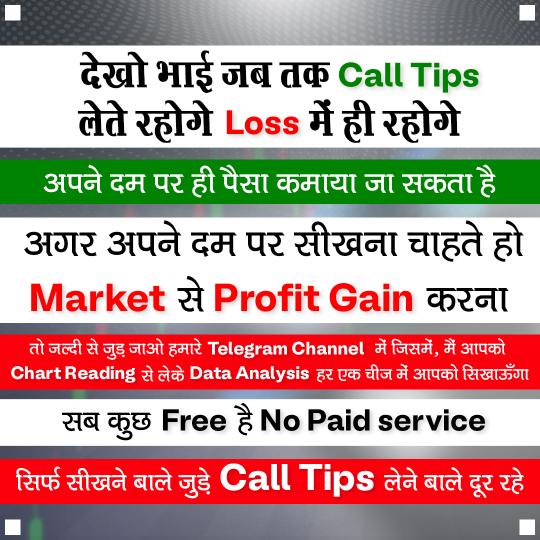 देखो भाई जब तक Call Tips
लेते रहोगे Loss में ही रहोगे
अपने दम पर ही पैसा कमाया जा सकता है
अगर अपने दम पर सीखना चाहते हो
Market से Profit Gain करना
तो जल्दी से जुड़ जाओ हमारे Telegram Channel में जिसमें, मैं आपको
Chart Reading से लेके Data Analysis हर एक चीज में आपको सिखाऊँगा
सब कुछ Free है No Paid service
सिर्फ सीखने बाले जुड़े Call Tips लेने बाले दूर रहे